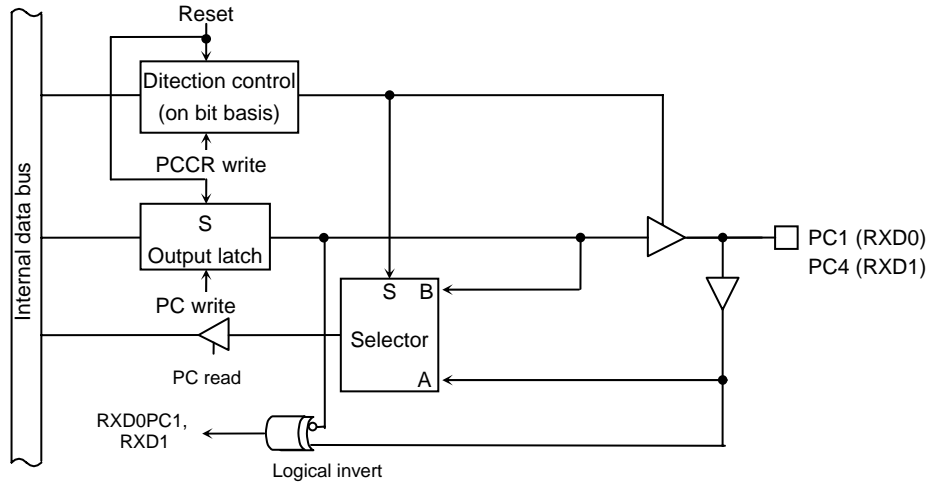 Reset
Ditection control
(on bit basis)
PCCR write
Internal data bus
S
Output latch
PC write
PC1 (RXD0)
PC4 (RXD1)
S B
Selector
A
PC read
RXD0PC1,
RXD1
Logical invert